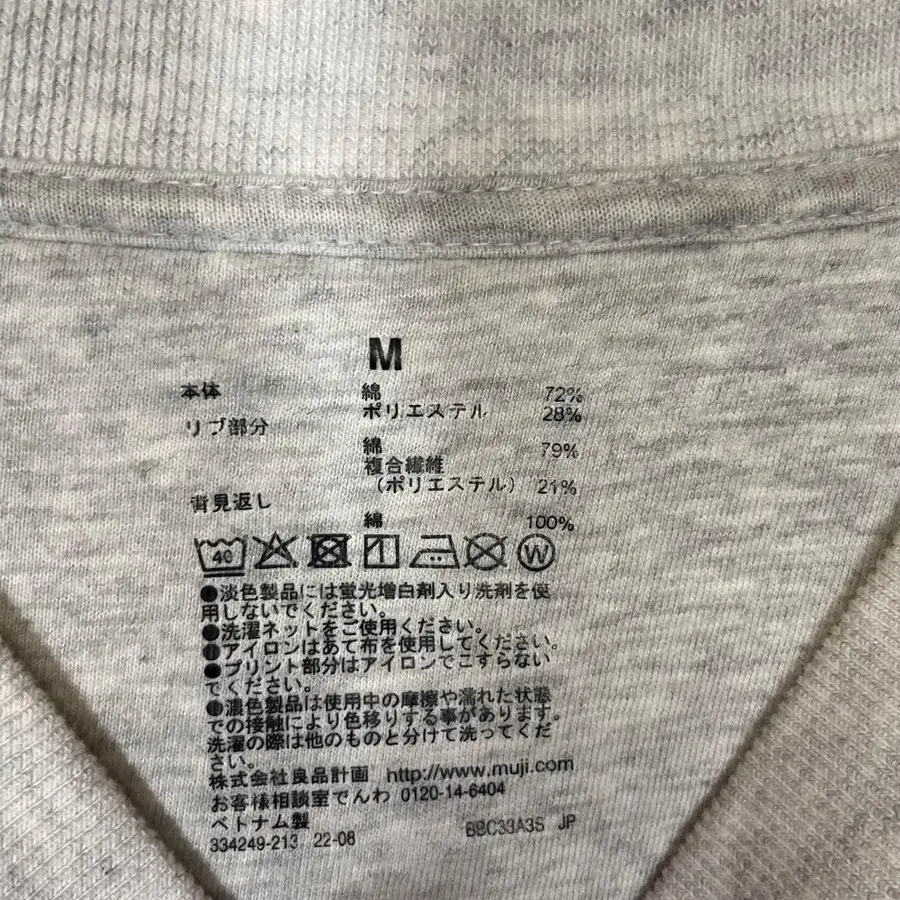 M
本体 綿 72%
ポリエステル 28%
リブ部分
綿 79%
複合繊維
(ポリエステル) 21%
背見返し
綿 100%
40 W
●淡色製品には蛍光増白剤入り洗剤を使
用しないでください。
●洗濯ネットをご使用ください。
●アイロンはあて布を使用してください。
●プリント部分はアイロンでこすらない
でください。
●濃色製品は使用中の摩擦や濡れた状態
での接触により色移りする事があります。
洗濯の際は他のものと分けて洗ってくだ
さい。
株式会社良品計画 http://www.muji.com
お客様相談室でんわ 0120-14-6404
ベトナム製 BBC33A3S JP
334249-213 22-08